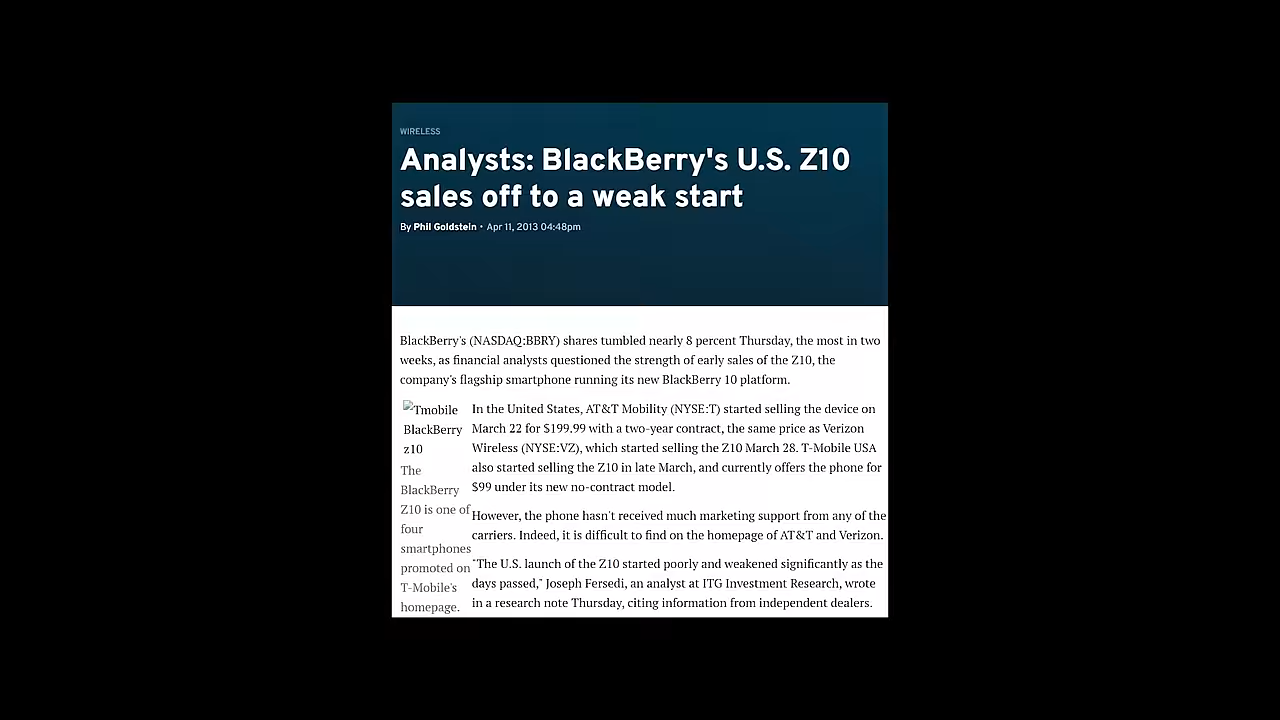 WIRELESS
Analysts: BlackBerry's U.S. Z10
sales off to a weak start
By Phil Goldstein • Apr 11, 2013 04:48pm
BlackBerry's (NASDAQ:BBRY) shares tumbled nearly 8 percent Thursday, the most in two
weeks, as financial analysts questioned the strength of early sales of the Z10, the
company's flagship smartphone running its new BlackBerry 10 platform.
Tmobile
BlackBerry
z10
The
BlackBerry
Z10 is one of
four
smartphones
promoted on
T-Mobile's
homepage.
In the United States, AT&T Mobility (NYSE:T) started selling the device on
March 22 for $199.99 with a two-year contract, the same price as Verizon
Wireless (NYSE:VZ), which started selling the Z10 March 28. T-Mobile USA
also started selling the Z10 in late March, and currently offers the phone for
$99 under its new no-contract model.
However, the phone hasn't received much marketing support from any of the
carriers. Indeed, it is difficult to find on the homepage of AT&T and Verizon.
"The U.S. launch of the Z10 started poorly and weakened significantly as the
days passed," Joseph Fersedi, an analyst at ITG Investment Research, wrote
in a research note Thursday, citing information from independent dealers.